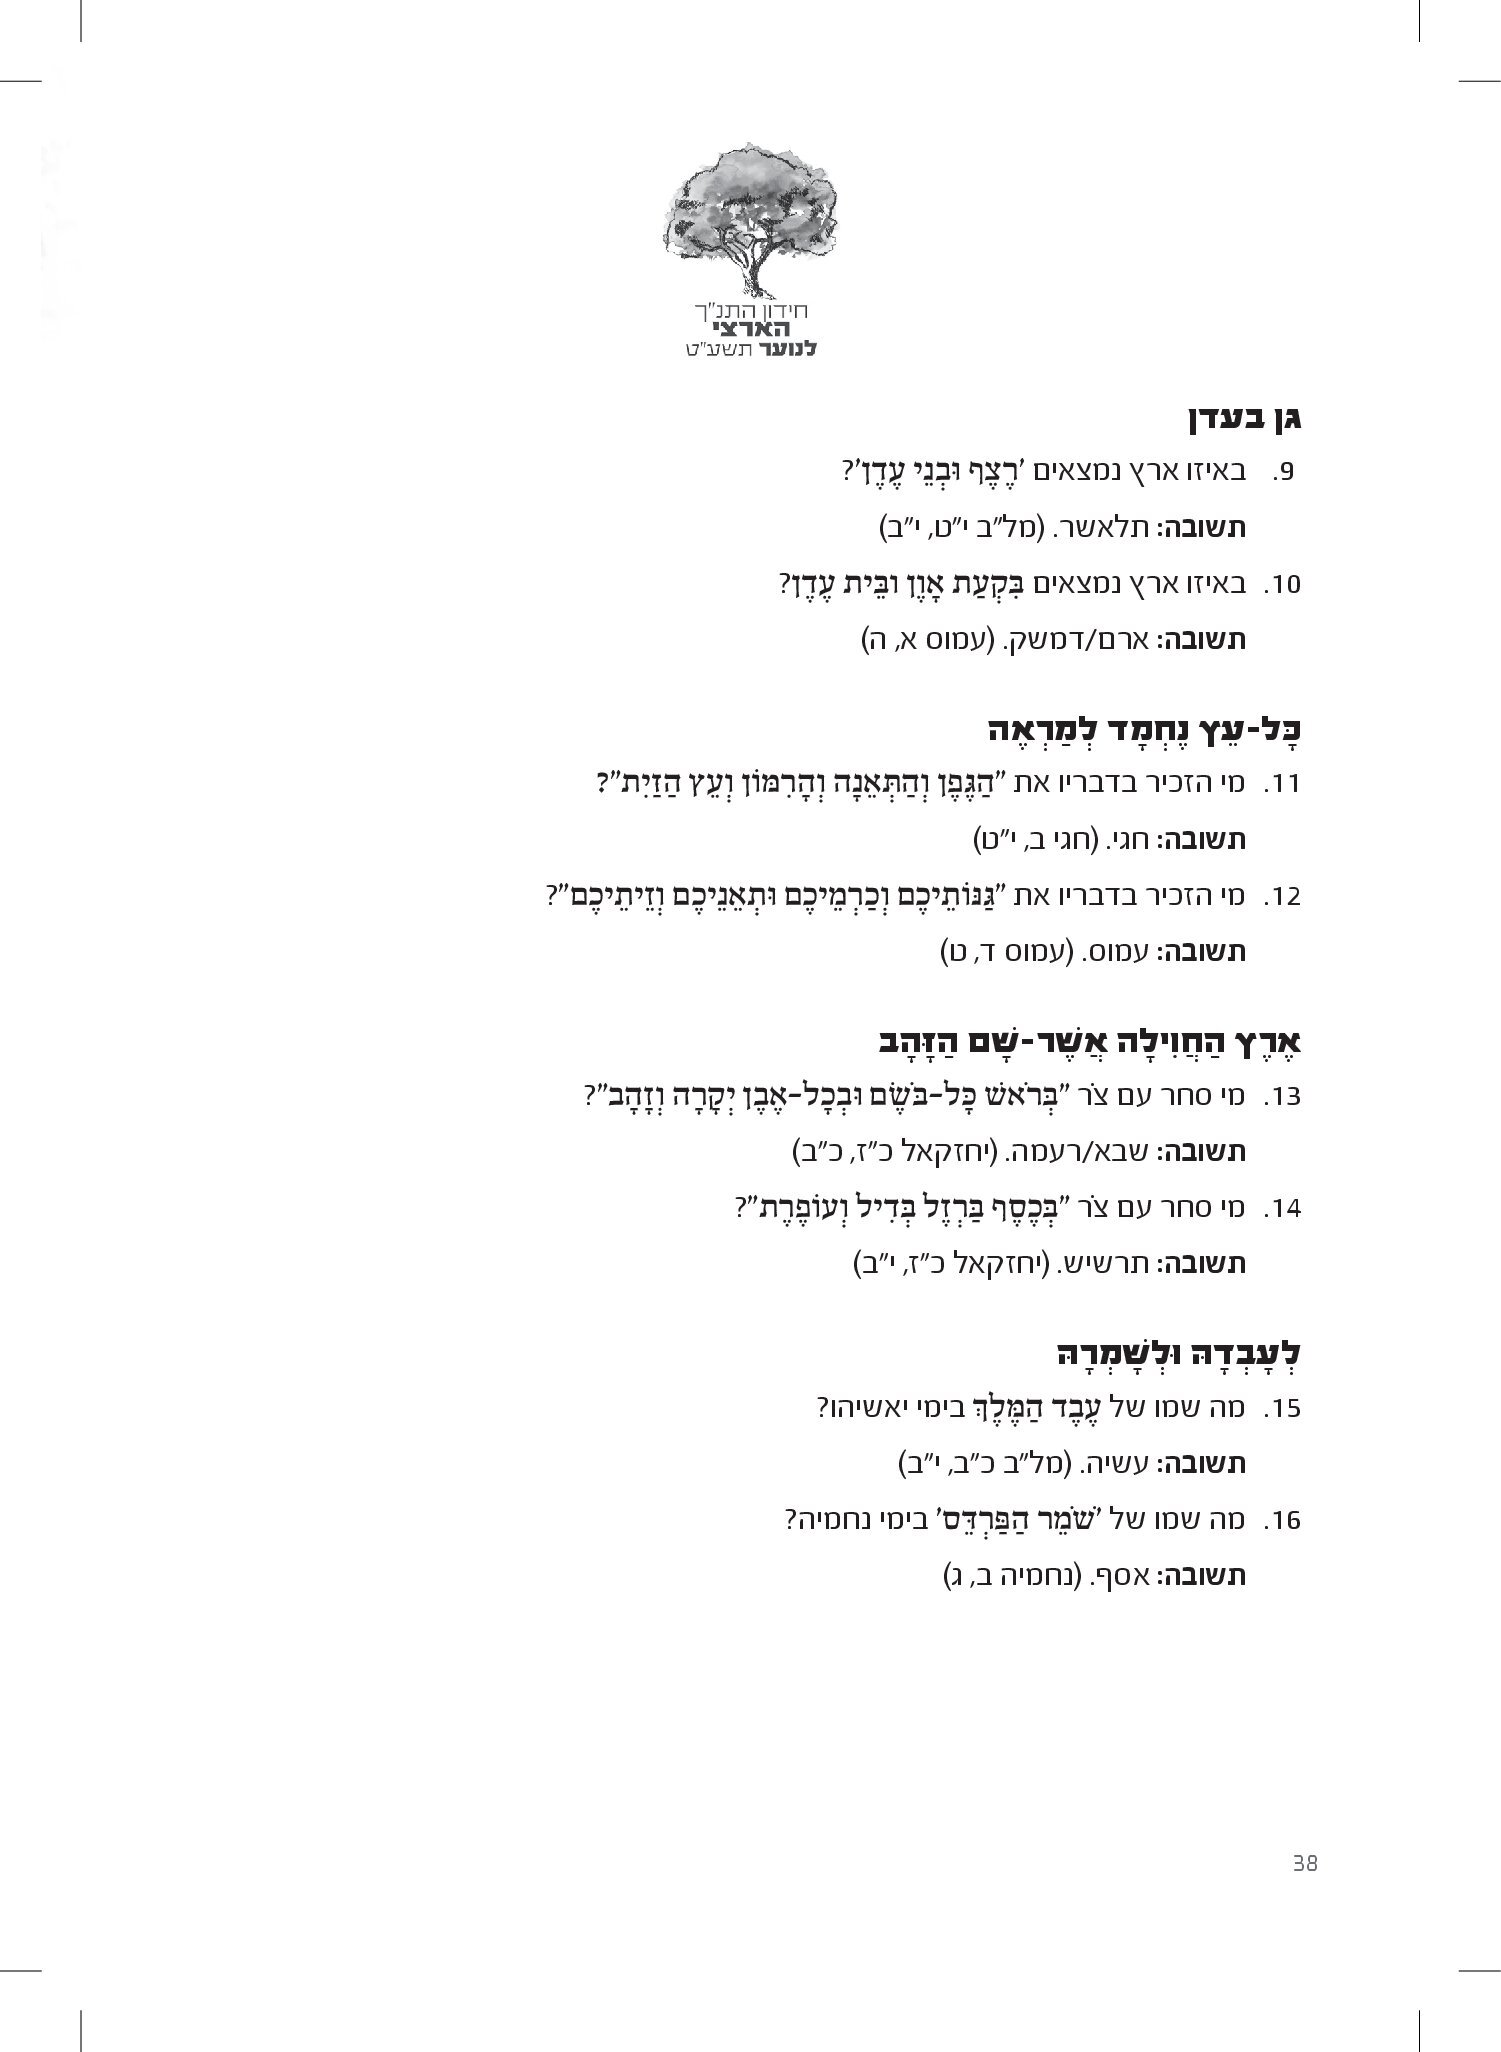 חידון התנ"ך
הארצי
לנוער תשע"ט
גן בעדן
9. באיזו ארץ נמצאים 'רֶצֶף וּבְנֵי עֶדֶן'?
תשובה: תלאשר. (מל"ב י"ט, י"ב)
10. באיזו ארץ נמצאים בִּקְעַת אָוֶן ובֵּית עֶדֶן?
תשובה: ארם/דמשק. (עמוס א, ה)
כָּל-עֵץ נֶחְמָד לְמַרְאֶה
11. מי הזכיר בדבריו את "הַגֶּפֶן וְהַתְּאֵנָה וְהָרִמּוֹן וְעֵץ הַזַּיִת"?
תשובה: חגי. (חגי ב, י"ט)
12. מי הזכיר בדבריו את "גַּנּוֹתֵיכֶם וְכַרְמֵיכֶם וּתְאֵנֵיכֶם וְזֵיתֵיכֶם"?
תשובה: עמוס. (עמוס ד, ט)
אֶרֶץ הַחֲוִילָה אֲשֶׁר-שָׁם הַזָּהָב
13. מי סחר עם צֹר "בְּרֹאשׁ כָּל-בֹּשֶׂם וּבְכָל-אֶבֶן יְקָרָה וְזָהָב"?
תשובה: שבא/רעמה. (יחזקאל כ"ז, כ"ב)
14. מי סחר עם צֹר "בְּכֶסֶף בַּרְזֶל בְּדִיל וְעוֹפֶרֶת"?
תשובה: תרשיש. (יחזקאל כ"ז, י"ב)
לְעָבְדָהּ וּלְשָׁמְרָהּ
15. מה שמו של עֶבֶד הַמֶּלֶךְ בימי יאשיהו?
תשובה: עשיה. (מל"ב כ"ב, י"ב)
16. מה שמו של 'שֹׁמֵר הַפַּרְדֵּס' בימי נחמיה?
תשובה: אסף. (נחמיה ב, ג)
38